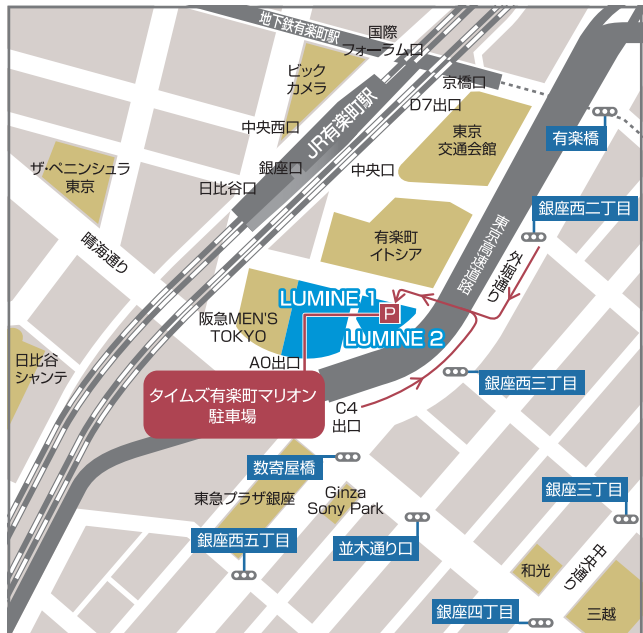 地下鉄有楽町駅
国際
フォーラム口
ビック
カメラ
京橋口
D7出口
JR有楽町駅
中央西口
東京
交通会館
有楽橋
銀座口
中央口
ザ・ペニンシュラ
東京
日比谷口
銀座西二丁目
晴海通り
有楽町
イトシア
東京高速道路
外堀通り
LUMINE 1
P
阪急MEN'S
TOKYO
LUMINE 2
A0出口
日比谷
シャンテ
タイムズ有楽町マリオン
駐車場
銀座西三丁目
C4
出口
数寄屋橋
東急プラザ銀座
Ginza
Sony Park
銀座三丁目
銀座西五丁目
並木通り口
中央通り
和光
銀座四丁目
三越